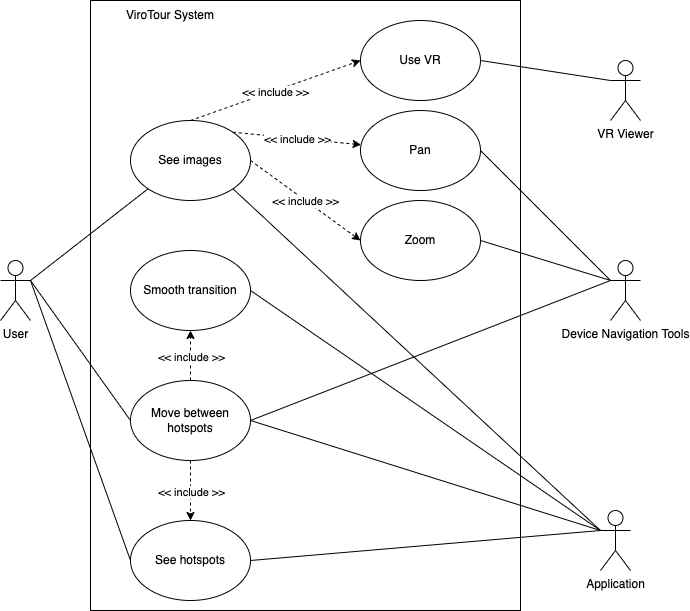 ViroTour System
Use VR
<< include >>
VR Viewer
<< include >>
Pan
See images
<< include >>
Zoom
Smooth transition
User
Device Navigation Tools
<< include >>
Move between
hotspots
<< include >>
See hotspots
Application